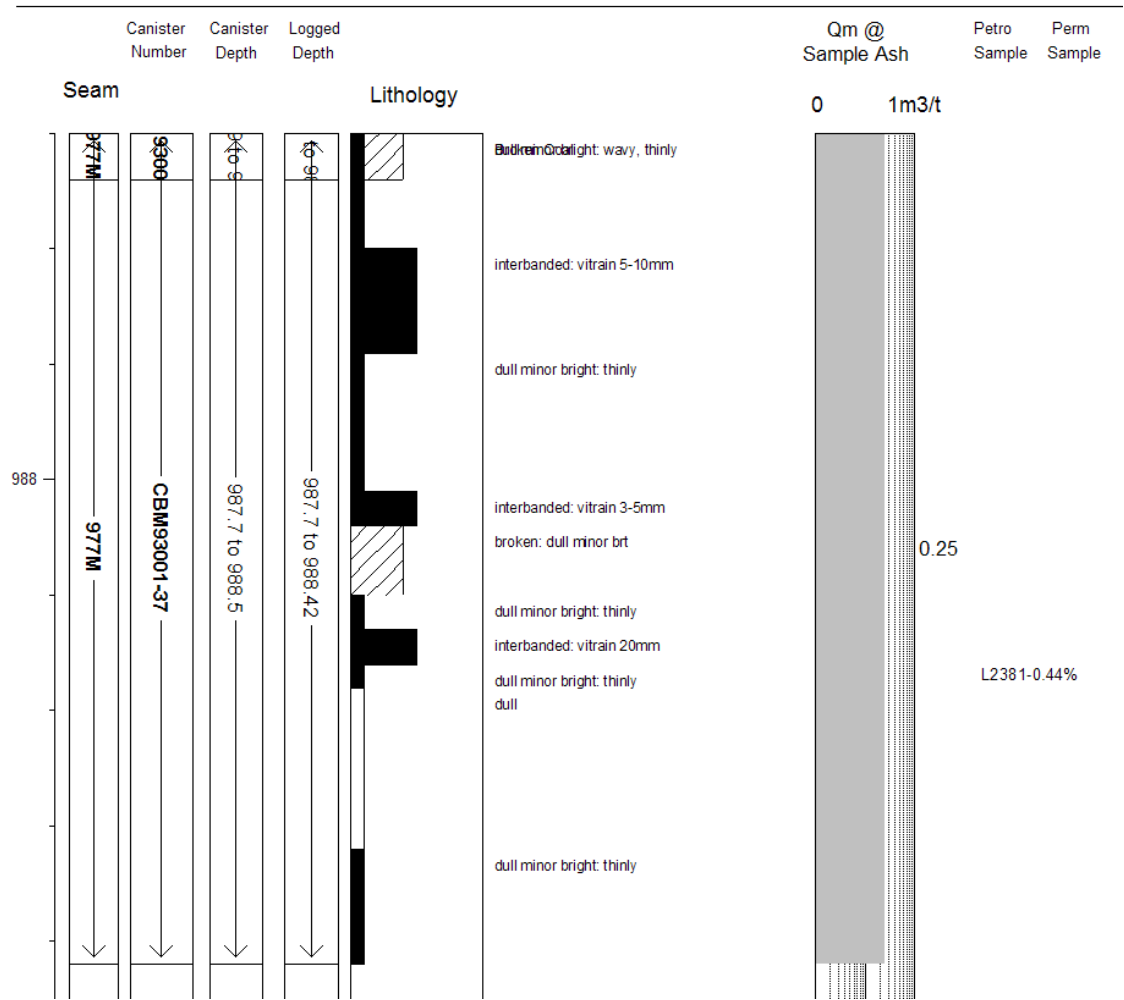 Canister Number
Canister Depth
Logged Depth
Qm @ Sample Ash
Petro Sample
Perm Sample
Seam
Lithology
0
1m3/t
977M
9300
interbanded: vitrain 5-10mm
dull minor bright: thinly
988
977M
CBM93001-37
987.7 to 988.5
987.7 to 988.42
interbanded: vitrain 3-5mm
broken: dull minor brt
0.25
dull minor bright: thinly
interbanded: vitrain 20mm
L2381-0.44%
dull minor bright: thinly
dull
dull minor bright: thinly